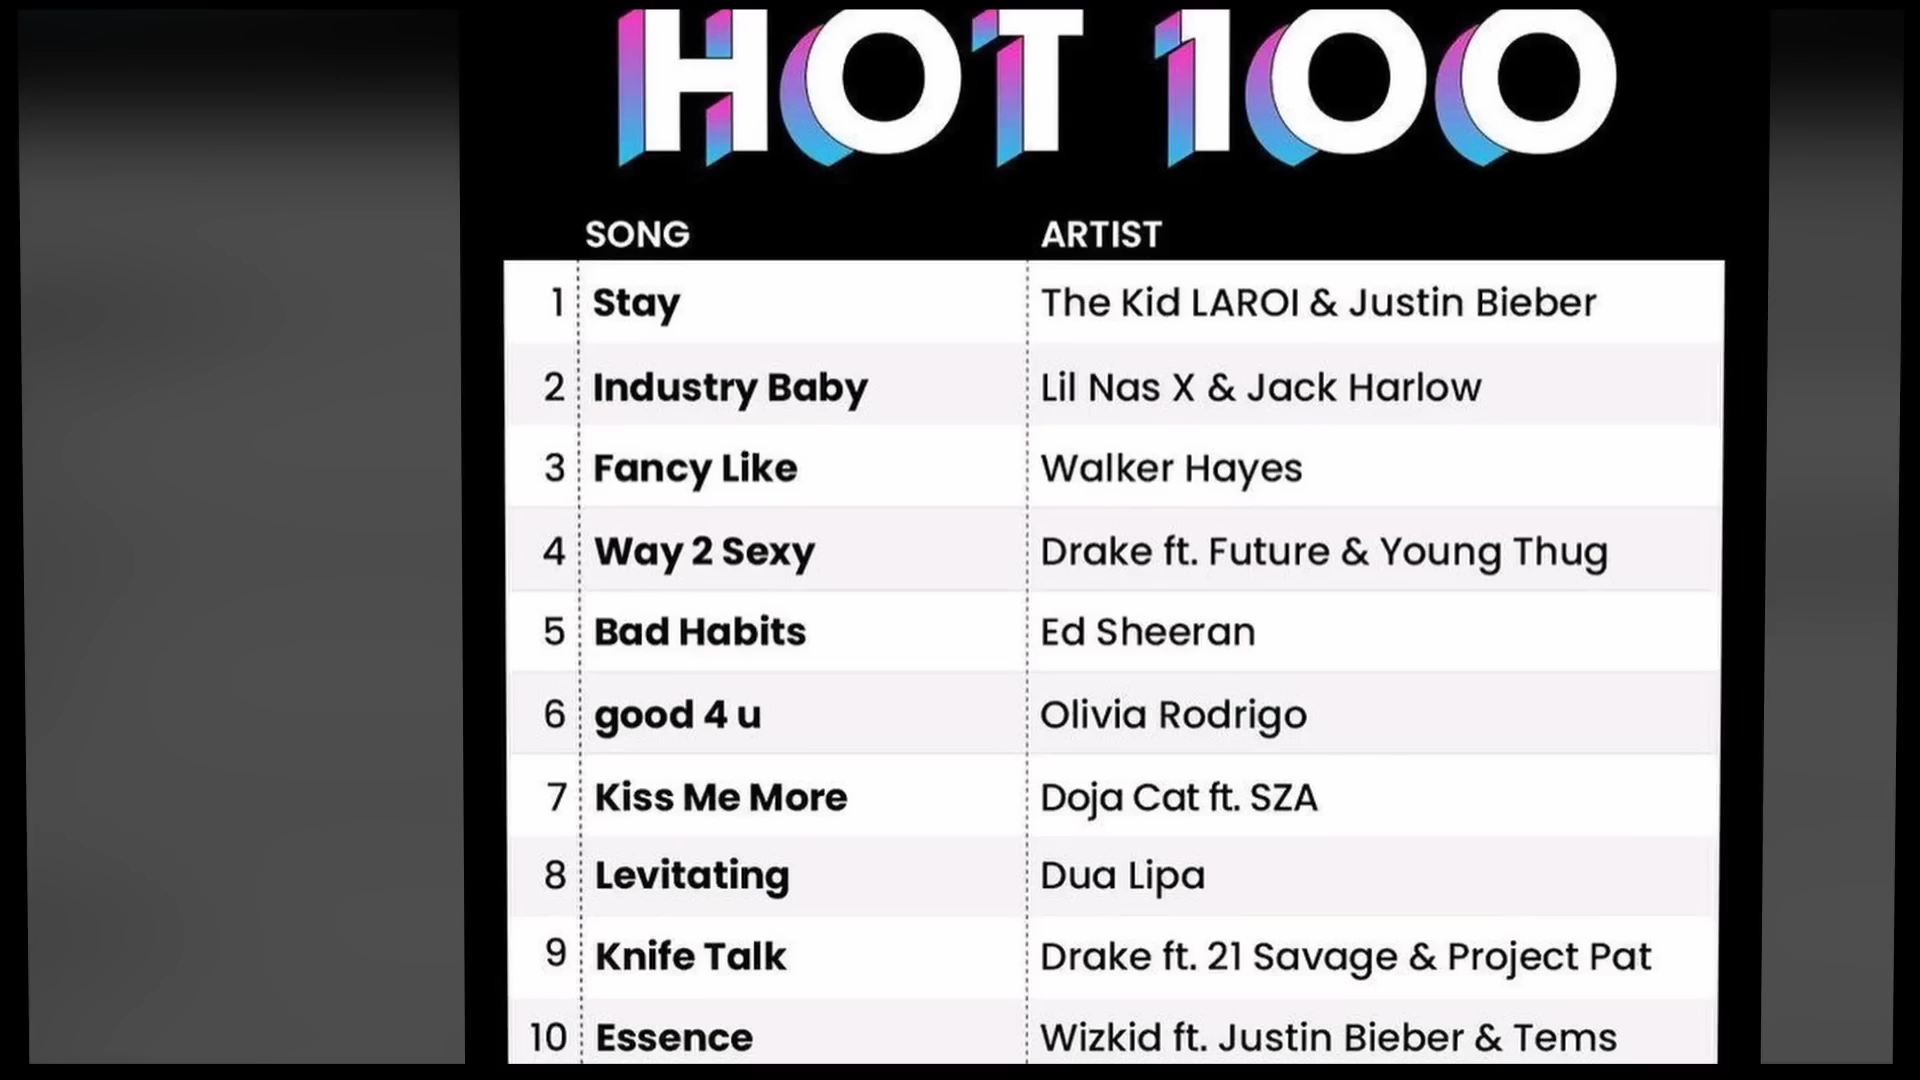 HOT 100
SONG ARTIST
1 Stay The Kid LAROI & Justin Bieber
2 Industry Baby Lil Nas X & Jack Harlow
3 Fancy Like Walker Hayes
4 Way 2 Sexy Drake ft. Future & Young Thug
5 Bad Habits Ed Sheeran
6 good 4 u Olivia Rodrigo
7 Kiss Me More Doja Cat ft. SZA
8 Levitating Dua Lipa
9 Knife Talk Drake ft. 21 Savage & Project Pat
10 Essence Wizkid ft. Justin Bieber & Tems